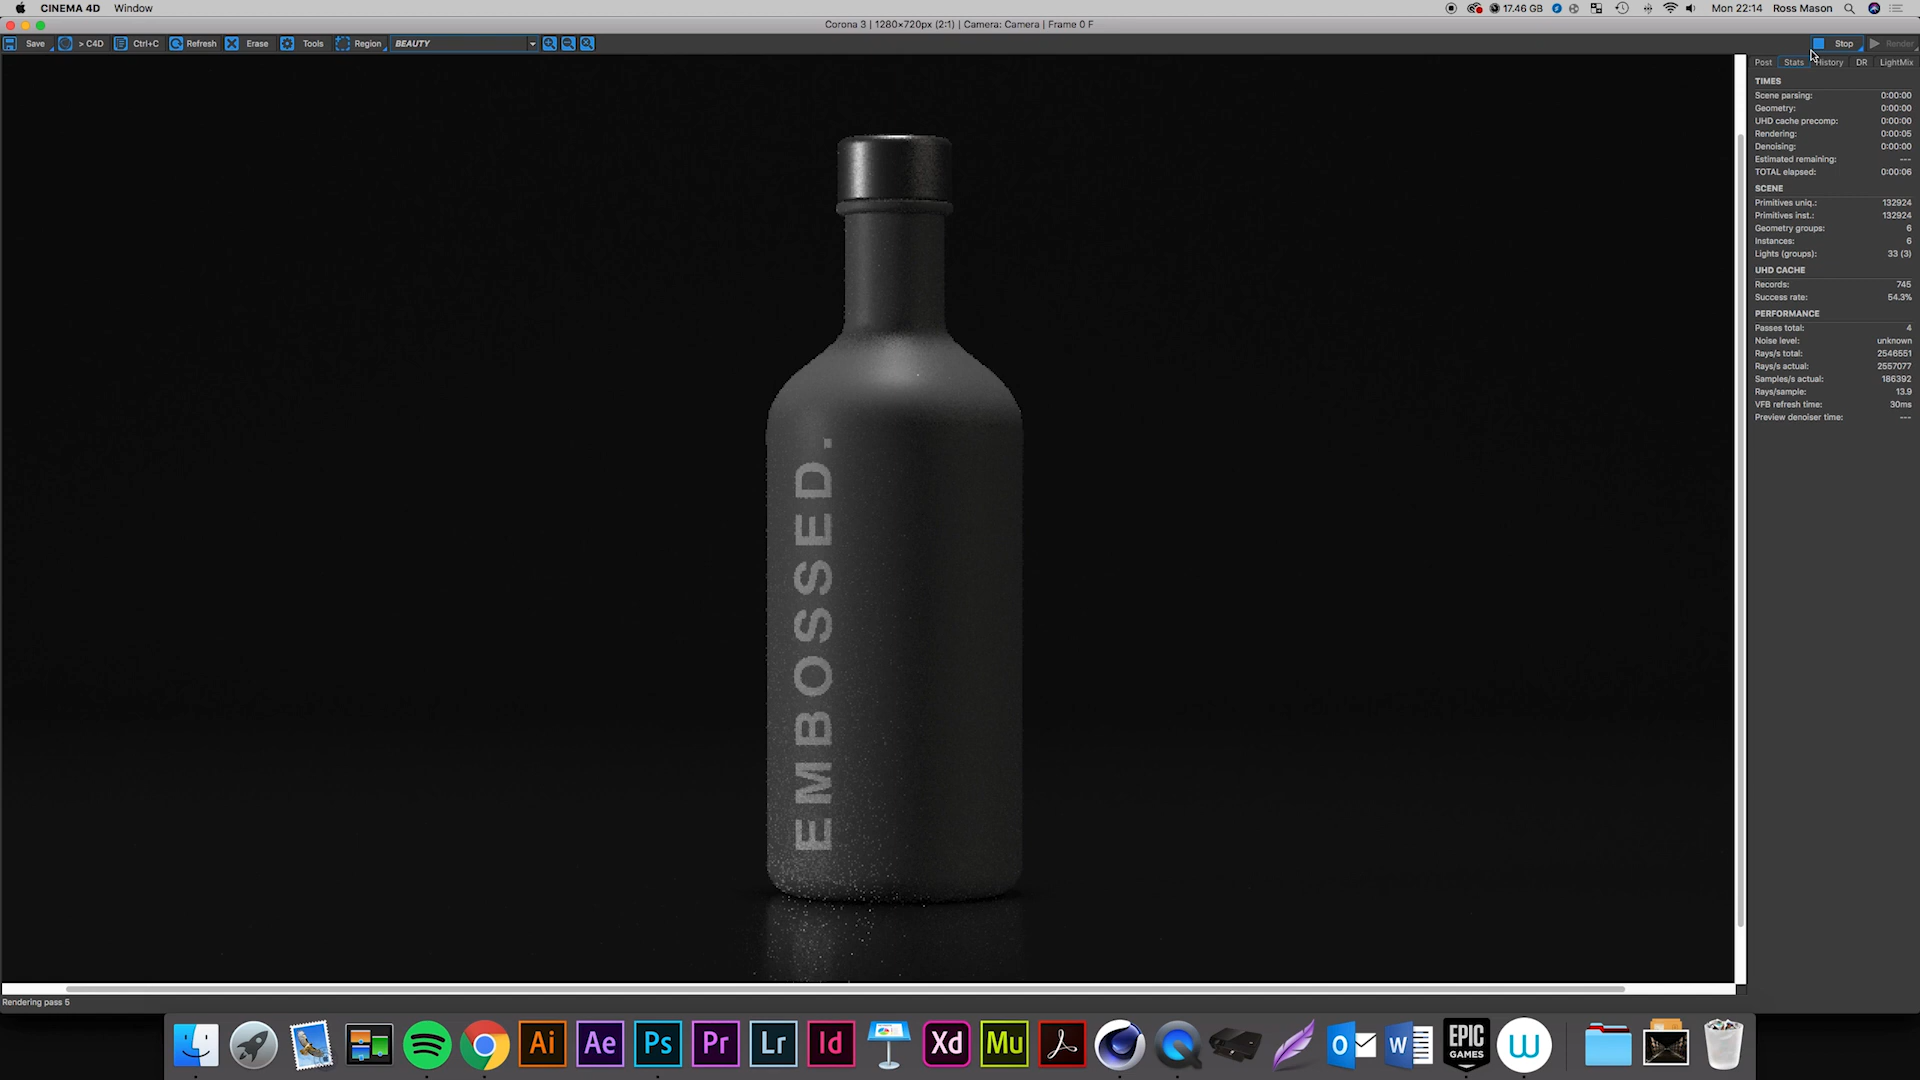 CINEMA 4D Window 17.46 GB Mon 22:14 Ross Mason
Corona 3 | 1280×720px (2:1) | Camera: Camera | Frame 0 F
Save > C4D Ctrl+C Refresh Erase Tools Region BEAUTY Stop Render
Post Stats History DR LightMix
TIMES
Scene parsing: 0:00:00
Geometry: 0:00:00
UHD cache precomp: 0:00:00
Rendering: 0:00:05
Denoising: 0:00:00
Estimated remaining: ---
TOTAL elapsed: 0:00:06
SCENE
Primitives uniq.: 132924
Primitives inst.: 132924
Geometry groups: 6
Instances: 6
Lights (groups): 33 (3)
UHD CACHE
Records: 745
Success rate: 54.3%
PERFORMANCE
Passes total: 4
Noise level: unknown
Rays/s total: 2546551
Rays/s actual: 2557077
Samples/s actual: 186392
Rays/sample: 13.9
VFB refresh time: 30ms
Preview denoiser time: ---
EMBOSSED.
Rendering pass 5
Ai Ae Ps Pr Lr Id Xd Mu EPIC GAMES